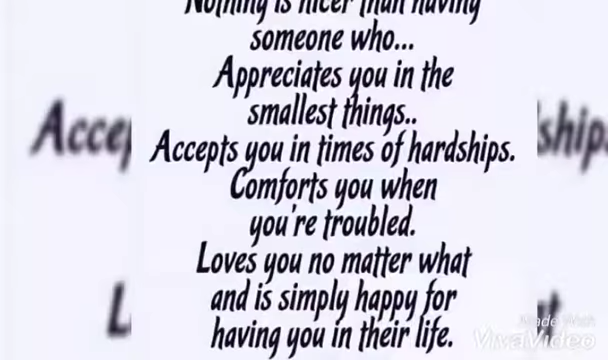 Nothing is nicer than having
someone who...
Appreciates you in the
smallest things..
Accepts you in times of hardships.
Comforts you when
you're troubled.
Loves you no matter what
and is simply happy for
having you in their life.
Made With
VivaVideo